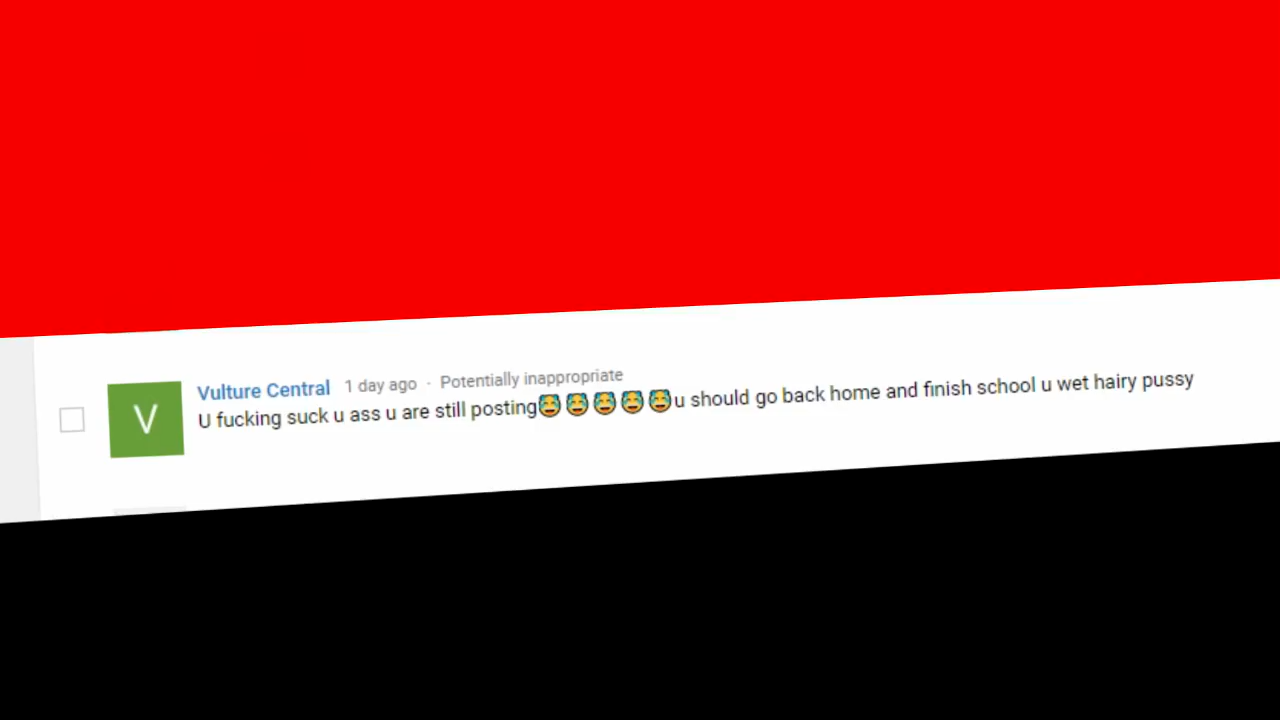 V
Vulture Central 1 day ago · Potentially inappropriate
U fucking suck u ass u are still posting😅😅😅😅😅u should go back home and finish school u wet hairy pussy